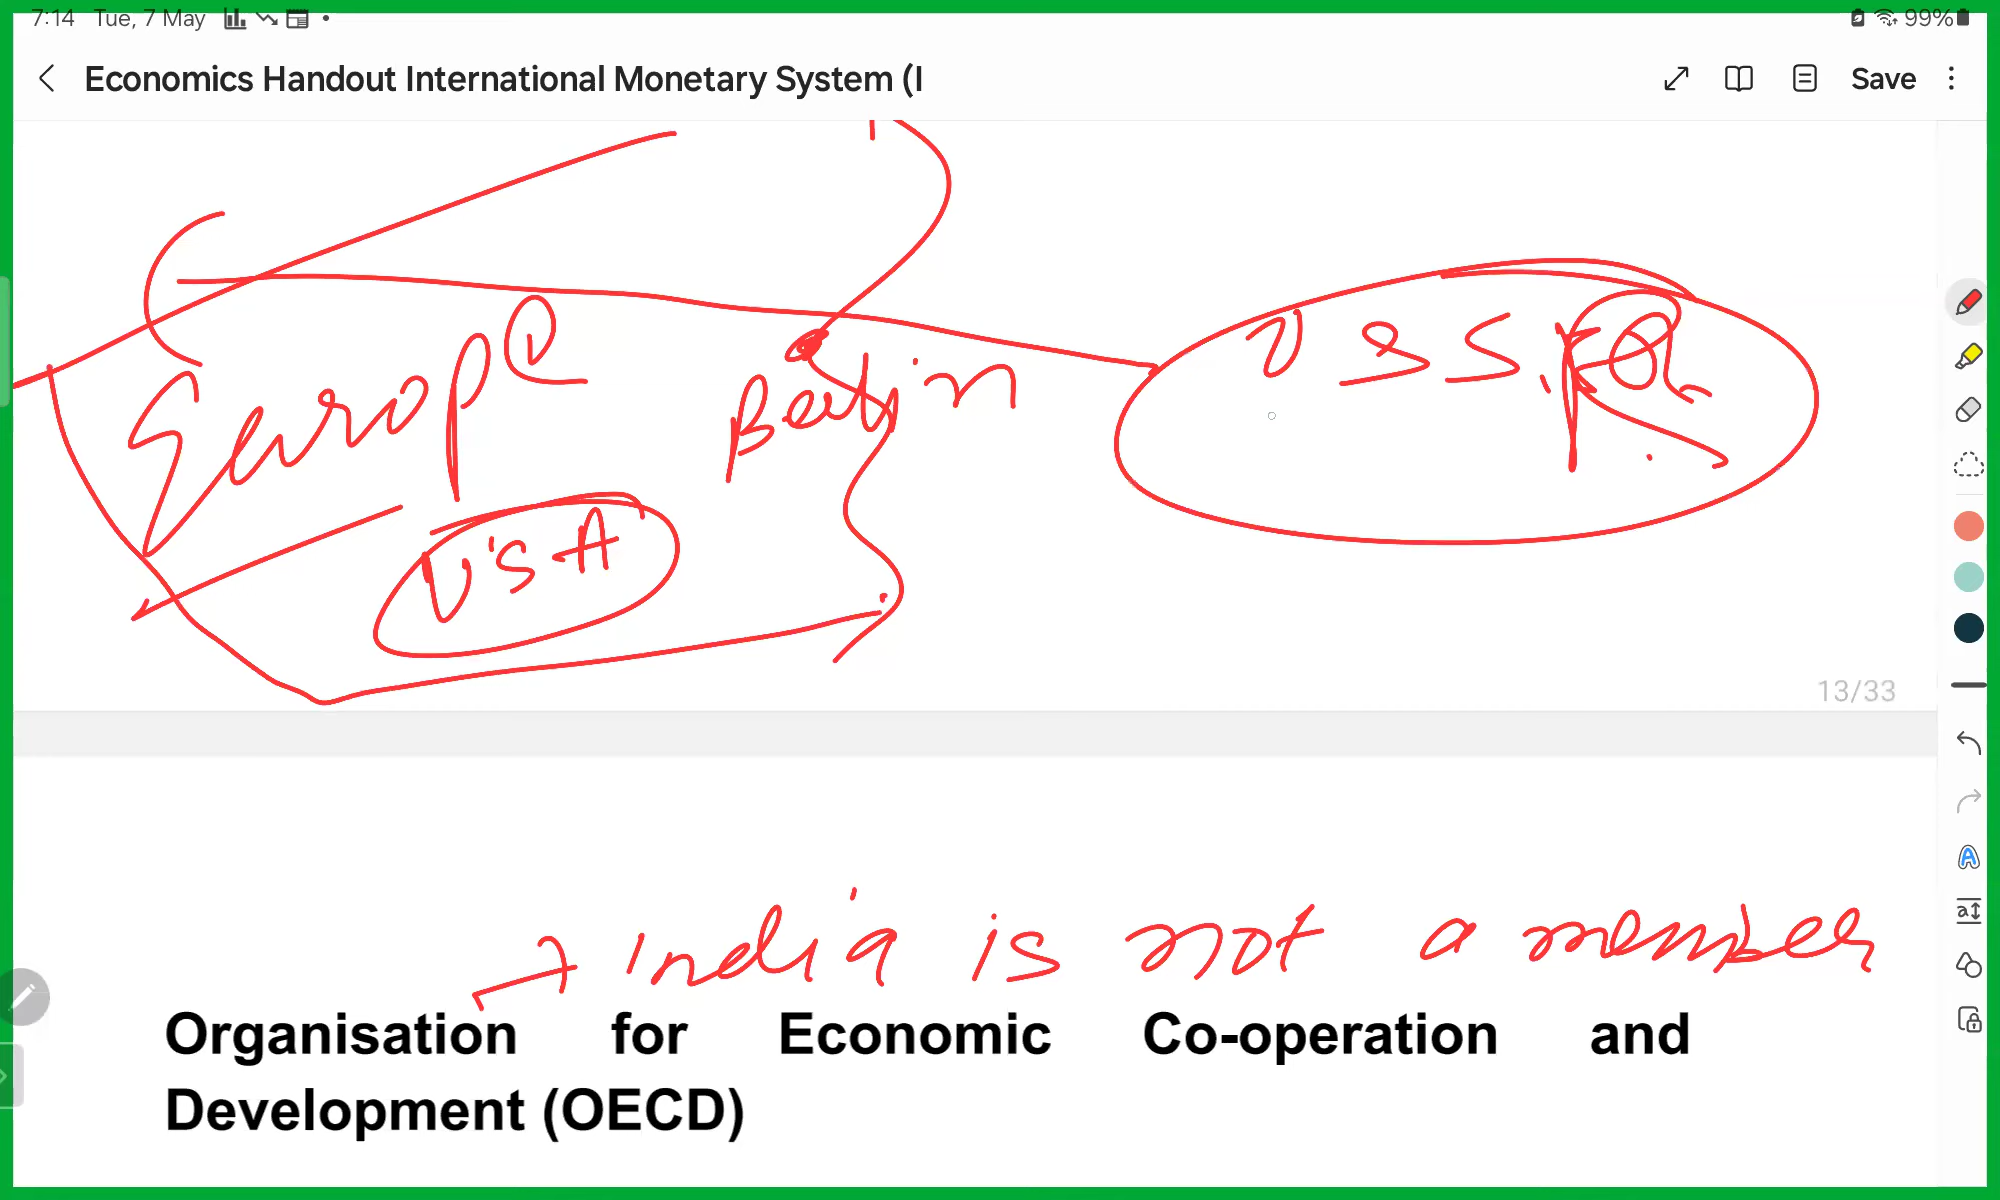 7:14 Tue, 7 May
99%
Economics Handout International Monetary System (I
Save
Europe
Berlin
U S S R
USA
13/33
India is not a member
Organisation for Economic Co-operation and
Development (OECD)